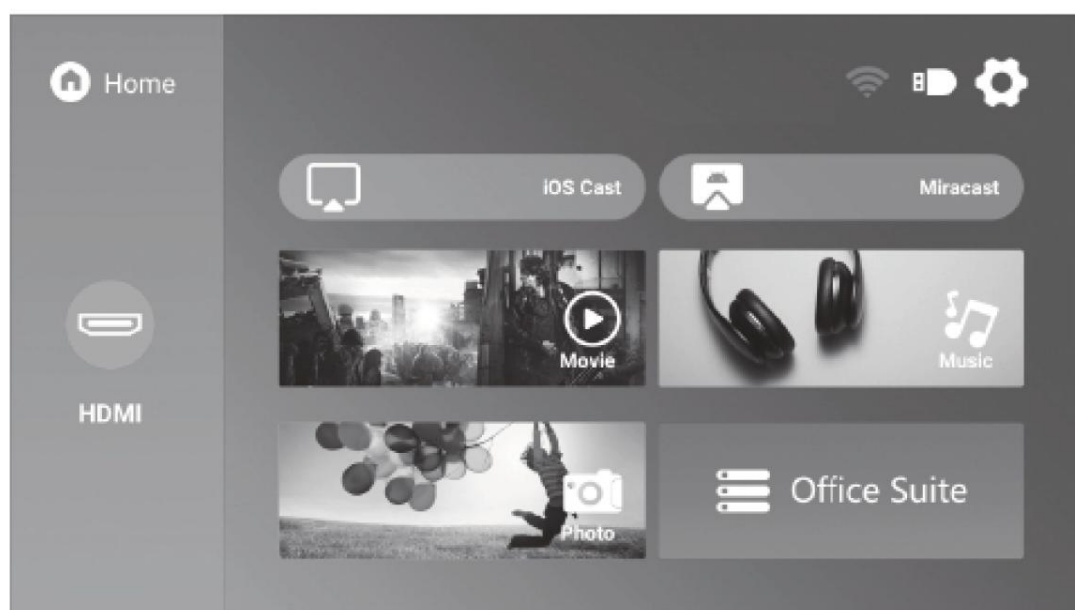 Home
iOS Cast
Miracast
Movie
Music
HDMI
Photo
Office Suite